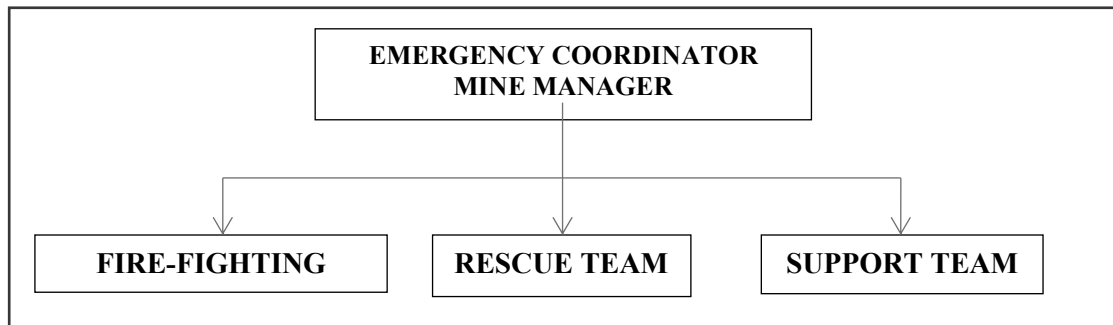 EMERGENCY COORDINATOR
MINE MANAGER
FIRE-FIGHTING
RESCUE TEAM
SUPPORT TEAM